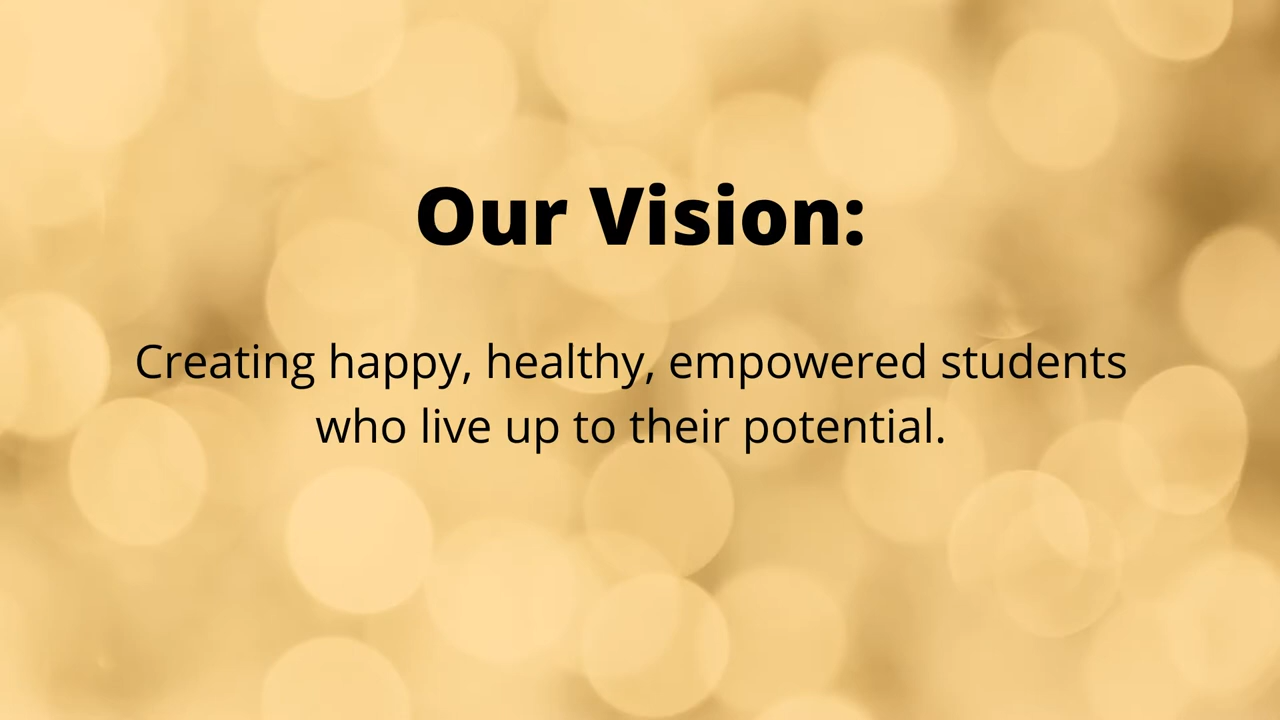 Our Vision:
Creating happy, healthy, empowered students
who live up to their potential.